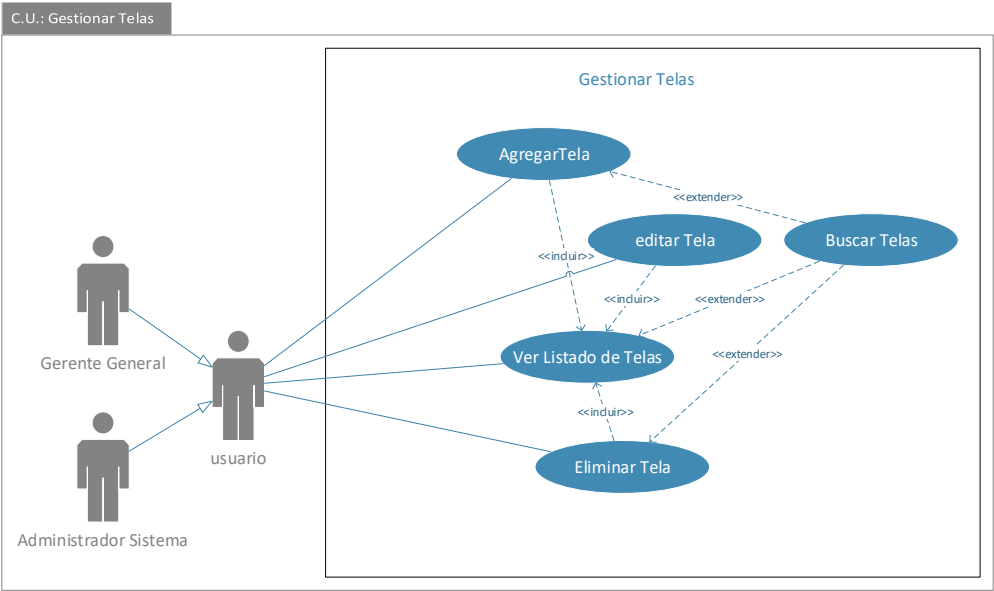 C.U.: Gestionar Telas
Gestionar Telas
AgregarTela
<<extender>>
editar Tela
Buscar Telas
<<incluir>>
<<incluir>>
<<extender>>
Ver Listado de Telas
<<extender>>
Gerente General
<<incluir>>
usuario
Eliminar Tela
Administrador Sistema